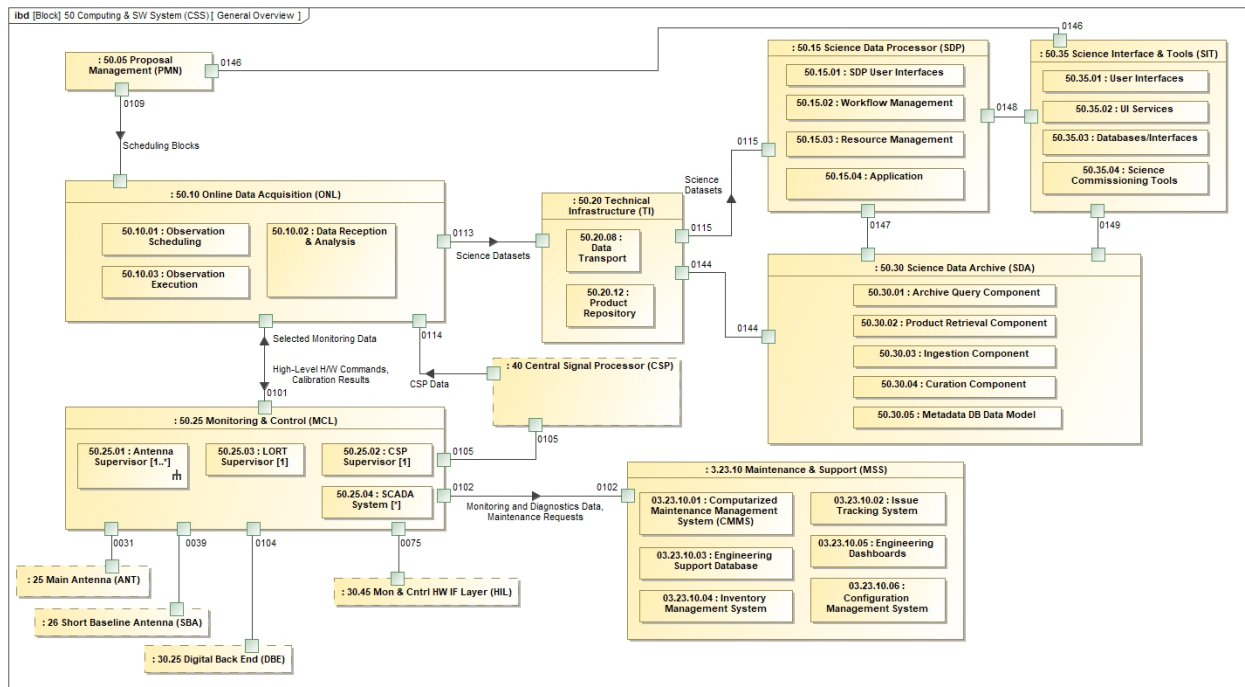 ibd [Block] 50 Computing & SW System (CSS) [ General Overview ]
: 50.05 Proposal
Management (PMN)
0146
0146
0109
Scheduling Blocks
: 50.10 Online Data Acquisition (ONL)
50.10.01 : Observation
Scheduling
50.10.02 : Data Reception
& Analysis
50.10.03 : Observation
Execution
0113
Science Datasets
: 50.20 Technical
Infrastructure (TI)
50.20.08 :
Data
Transport
50.20.12 :
Product
Repository
0115
0144
Science
Datasets
0115
0144
: 50.15 Science Data Processor (SDP)
50.15.01 : SDP User Interfaces
50.15.02 : Workflow Management
50.15.03 : Resource Management
50.15.04 : Application
0148
: 50.35 Science Interface & Tools (SIT)
50.35.01 : User Interfaces
50.35.02 : UI Services
50.35.03 : Databases/Interfaces
50.35.04 : Science
Commissioning Tools
0147
0149
: 50.30 Science Data Archive (SDA)
50.30.01 : Archive Query Component
50.30.02 : Product Retrieval Component
50.30.03 : Ingestion Component
50.30.04 : Curation Component
50.30.05 : Metadata DB Data Model
Selected Monitoring Data
High-Level H/W Commands,
Calibration Results
0101
0114
CSP Data
: 40 Central Signal Processor (CSP)
0105
: 50.25 Monitoring & Control (MCL)
50.25.01 : Antenna
Supervisor [1..*]
50.25.03 : LORT
Supervisor [1]
50.25.02 : CSP
Supervisor [1]
50.25.04 : SCADA
System [*]
0105
0102
Monitoring and Diagnostics Data,
Maintenance Requests
0102
: 3.23.10 Maintenance & Support (MSS)
03.23.10.01 : Computarized
Maintenance Management
System (CMMS)
03.23.10.02 : Issue
Tracking System
03.23.10.03 : Engineering
Support Database
03.23.10.05 : Engineering
Dashboards
03.23.10.04 : Inventory
Management System
03.23.10.06 :
Configuration
Management System
0031
0039
0104
0075
: 25 Main Antenna (ANT)
: 30.45 Mon & Cntrl HW IF Layer (HIL)
: 26 Short Baseline Antenna (SBA)
: 30.25 Digital Back End (DBE)